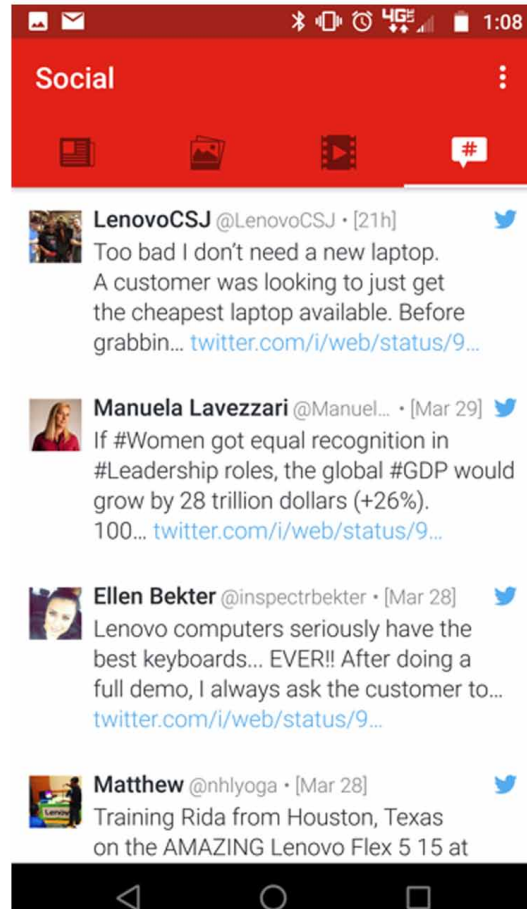 4GE 1:08
Social
#
LenovoCSJ @LenovoCSJ • [21h]
Too bad I don’t need a new laptop.
A customer was looking to just get
the cheapest laptop available. Before
grabbin... twitter.com/i/web/status/9...
Manuela Lavezzari @Manuel... • [Mar 29]
If #Women got equal recognition in
#Leadership roles, the global #GDP would
grow by 28 trillion dollars (+26%).
100... twitter.com/i/web/status/9...
Ellen Bekter @inspectrbekter • [Mar 28]
Lenovo computers seriously have the
best keyboards... EVER!! After doing a
full demo, I always ask the customer to...
twitter.com/i/web/status/9...
Lenovo
Matthew @nhlyoga • [Mar 28]
Training Rida from Houston, Texas
on the AMAZING Lenovo Flex 5 15 at